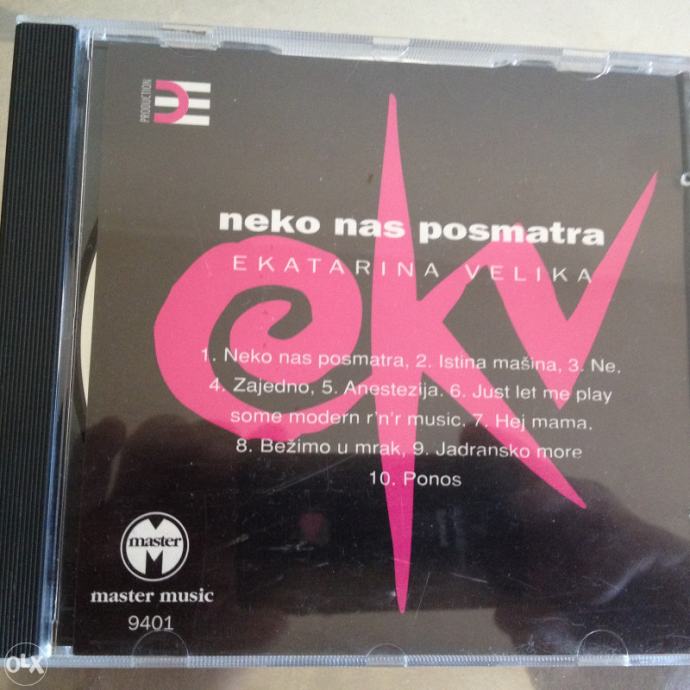 PRODUCTION
neko nas posmatra
EKATARINA VELIKA
ekv
1. Neko nas posmatra, 2. Istina mašina, 3. Ne.
4. Zajedno, 5. Anestezija. 6. Just let me play
some modern r'n'r music. 7. Hej mama.
8. Bežimo u mrak, 9. Jadransko more
10. Ponos
master
M
master music
9401
OLX